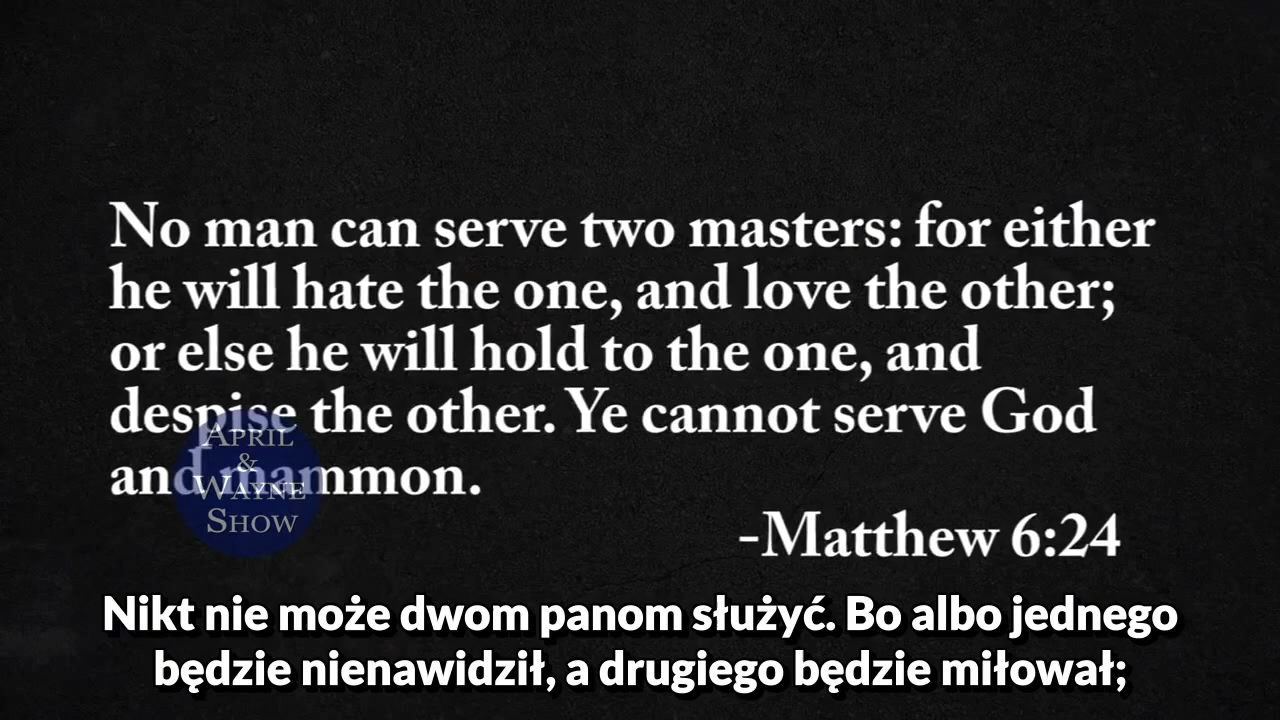 No man can serve two masters: for either
he will hate the one, and love the other;
or else he will hold to the one, and
despise the other. Ye cannot serve God
and mammon.
-Matthew 6:24
APRIL
&
WAYNE
SHOW
Nikt nie może dwom panom służyć. Bo albo jednego
będzie nienawidził, a drugiego będzie miłował;